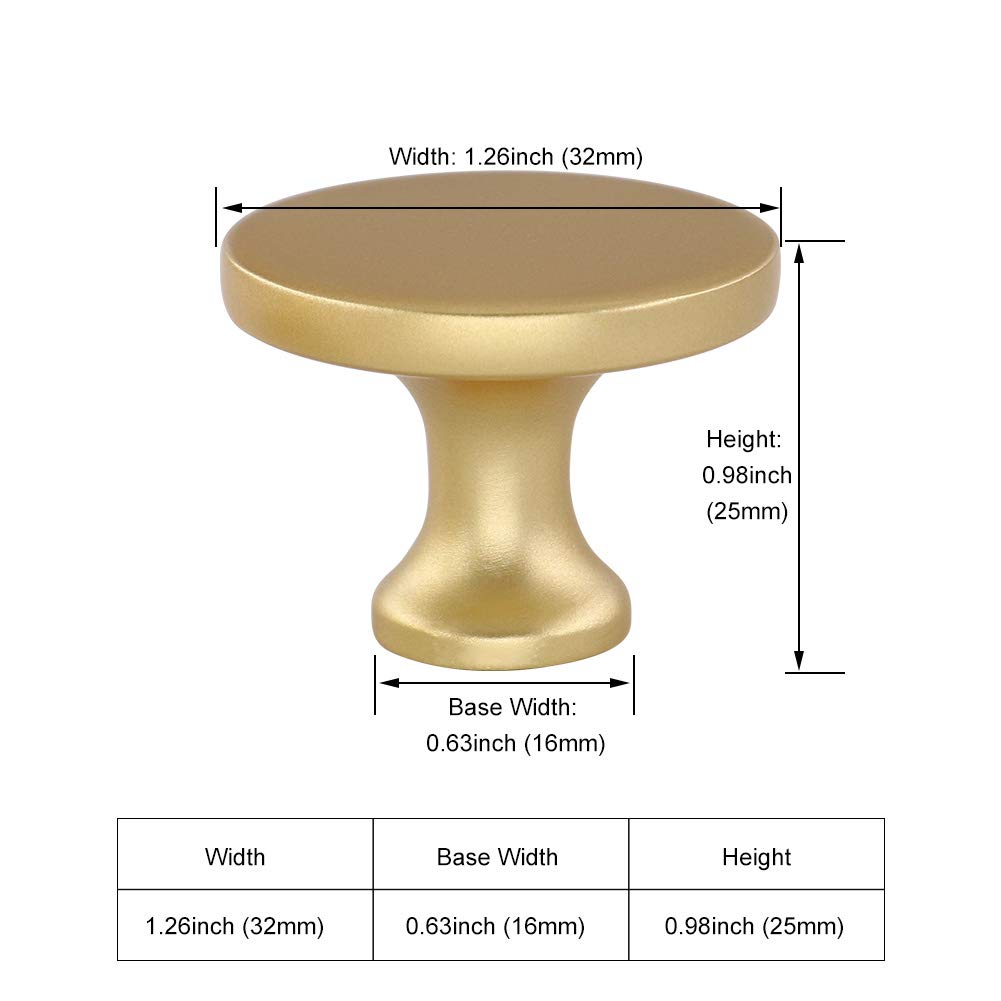 Width: 1.26inch (32mm)
Height:
0.98inch
(25mm)
Base Width:
0.63inch (16mm)
Width Base Width Height
1.26inch (32mm) 0.63inch (16mm) 0.98inch (25mm)